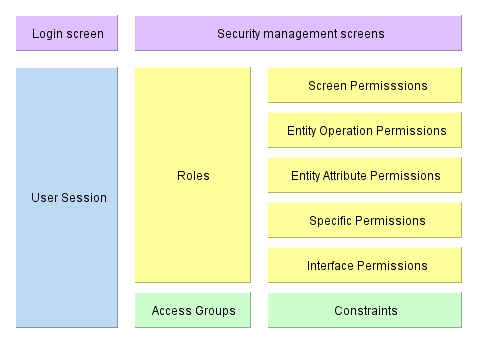 Login screen
Security management screens
User Session
Roles
Screen Permisssions
Entity Operation Permissions
Entity Attribute Permissions
Specific Permissions
Interface Permissions
Access Groups
Constraints